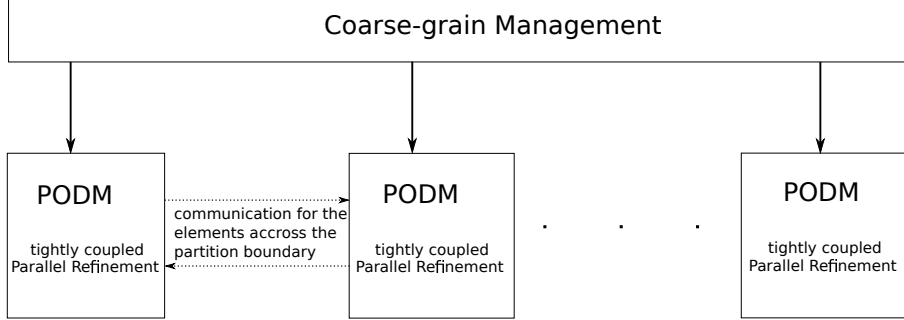 Coarse-grain Management
PODM
tightly coupled
Parallel Refinement
communication for the
elements accross the
partition boundary
PODM
tightly coupled
Parallel Refinement
. . .
PODM
tightly coupled
Parallel Refinement